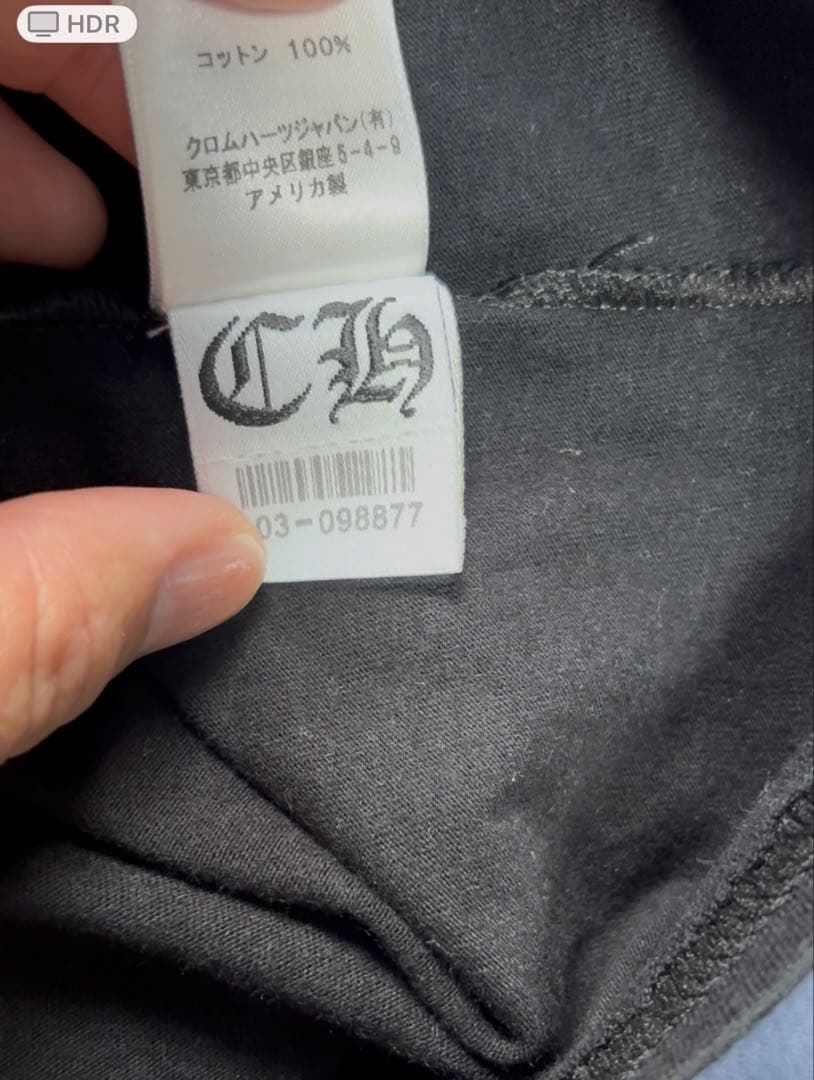 HDR
コットン 100%
クロムハーツジャパン(有)
東京都中央区銀座5-4-9
アメリカ製
CH
03-098877